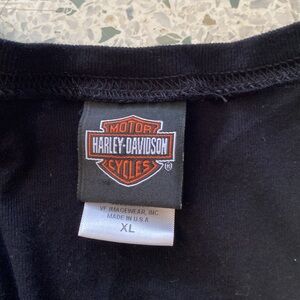 MOTOR
HARLEY-DAVIDSON
CYCLES
®
VF IMAGEWEAR, INC
MADE IN U.S.A.
XL